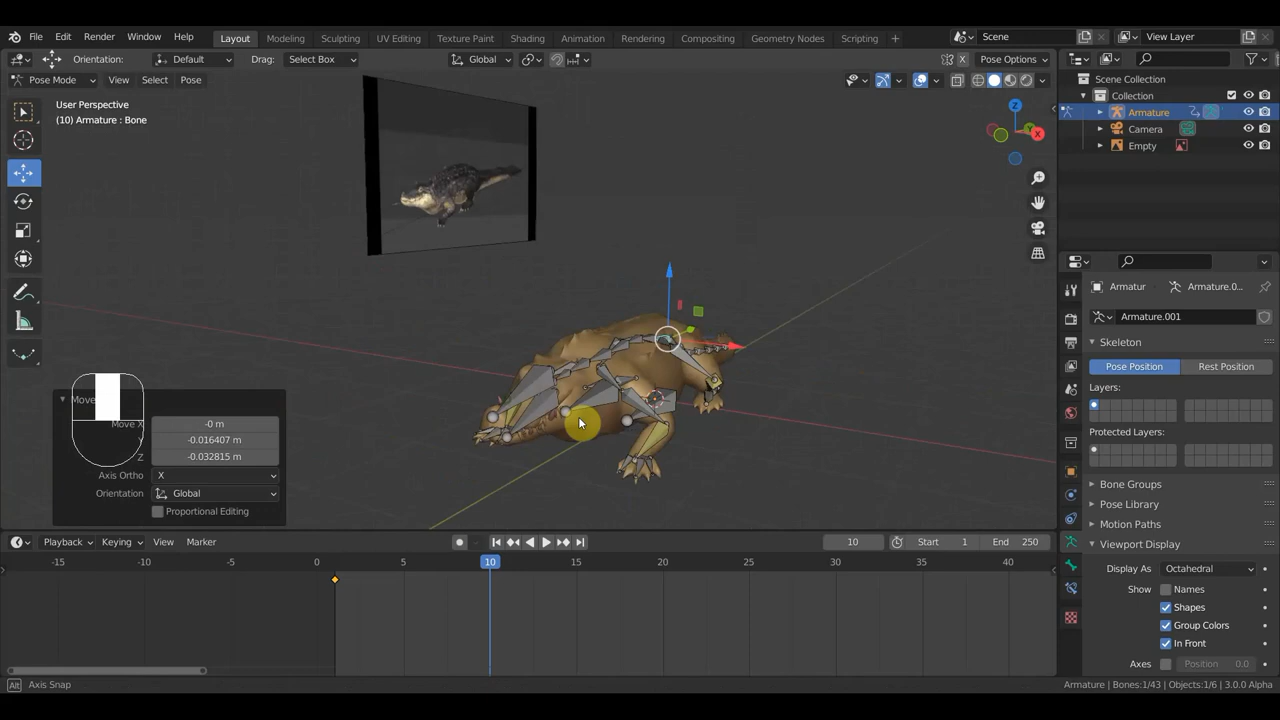 File Edit Render Window Help Layout Modeling Sculpting UV Editing Texture Paint Shading Animation Rendering Compositing Geometry Nodes Scripting + Scene View Layer
Orientation: Default Drag: Select Box Global X Pose Options
Pose Mode View Select Pose
User Perspective
(10) Armature : Bone
Z
X
Scene Collection
Collection
Armature
Camera
Empty
Armatur Armature.0...
Armature.001
Skeleton
Pose Position Rest Position
Layers:
Protected Layers:
Bone Groups
Pose Library
Motion Paths
Viewport Display
Display As Octahedral
Show Names
Shapes
Group Colors
In Front
Axes Position 0.0
Move X -0 m
-0.016407 m
Z -0.032815 m
Axis Ortho X
Orientation Global
Proportional Editing
Playback Keying View Marker 10 Start 1 End 250
-15 -10 -5 0 5 10 15 20 25 30 35 40
Alt Axis Snap Armature | Bones:1/43 | Objects:1/6 | 3.0.0 Alpha